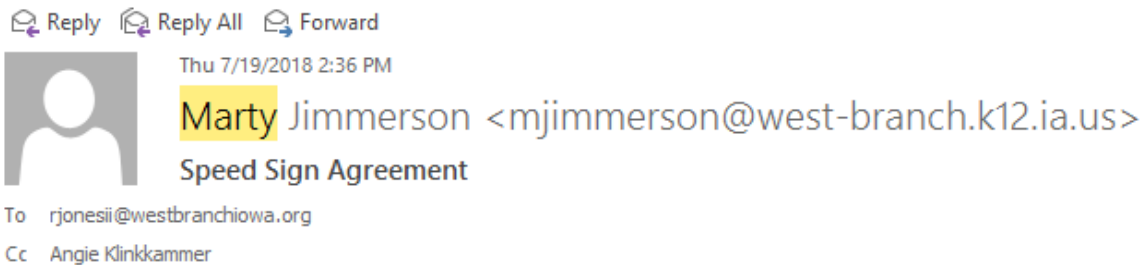 Reply Reply All Forward
Thu 7/19/2018 2:36 PM
Marty Jimmerson <mjimmerson@west-branch.k12.ia.us>
Speed Sign Agreement
To rjonesii@westbranchiowa.org
Cc Angie Klinkkammer